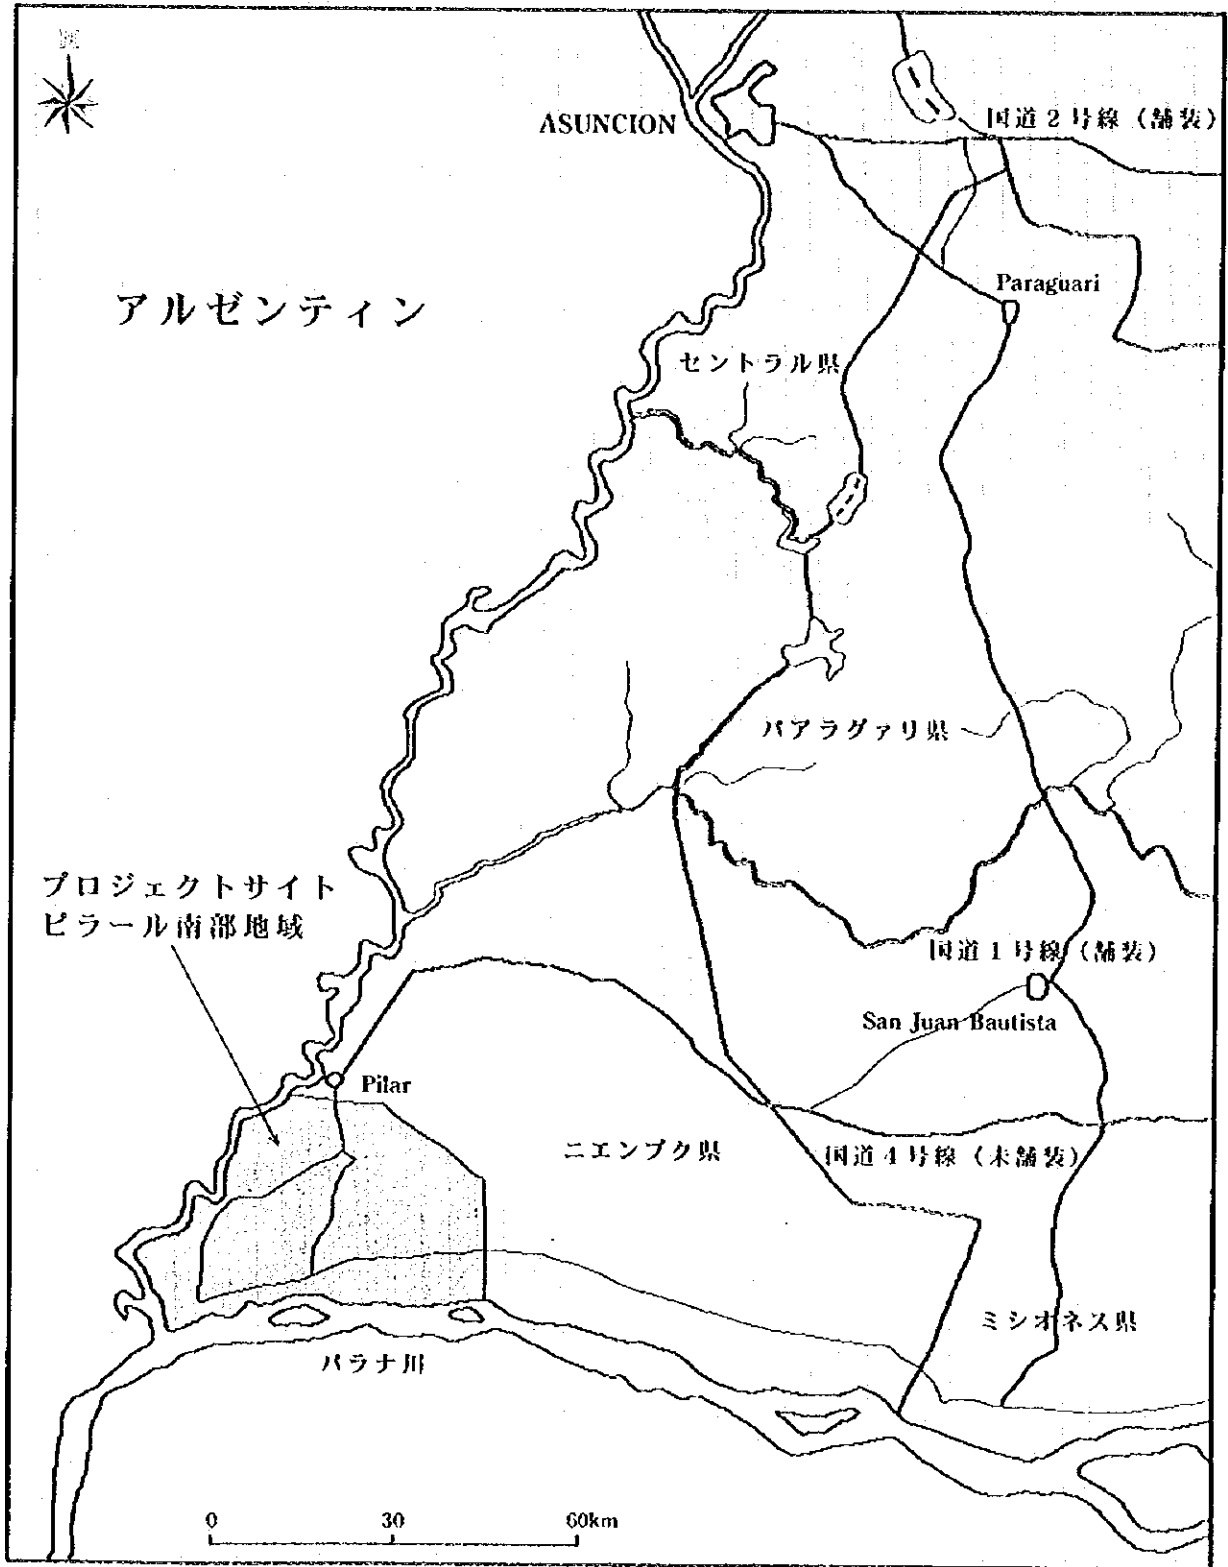 ASUNCION
国道2号線（舗装）
アルゼンティン
Paraguari
セントラル県
パアラグァリ県
プロジェクトサイト
ピラール南部地域
国道1号線（舗装）
San Juan Bautista
Pilar
ニエンブク県
国道4号線（未舗装）
ミシオネス県
パラナ川
0 30 60km